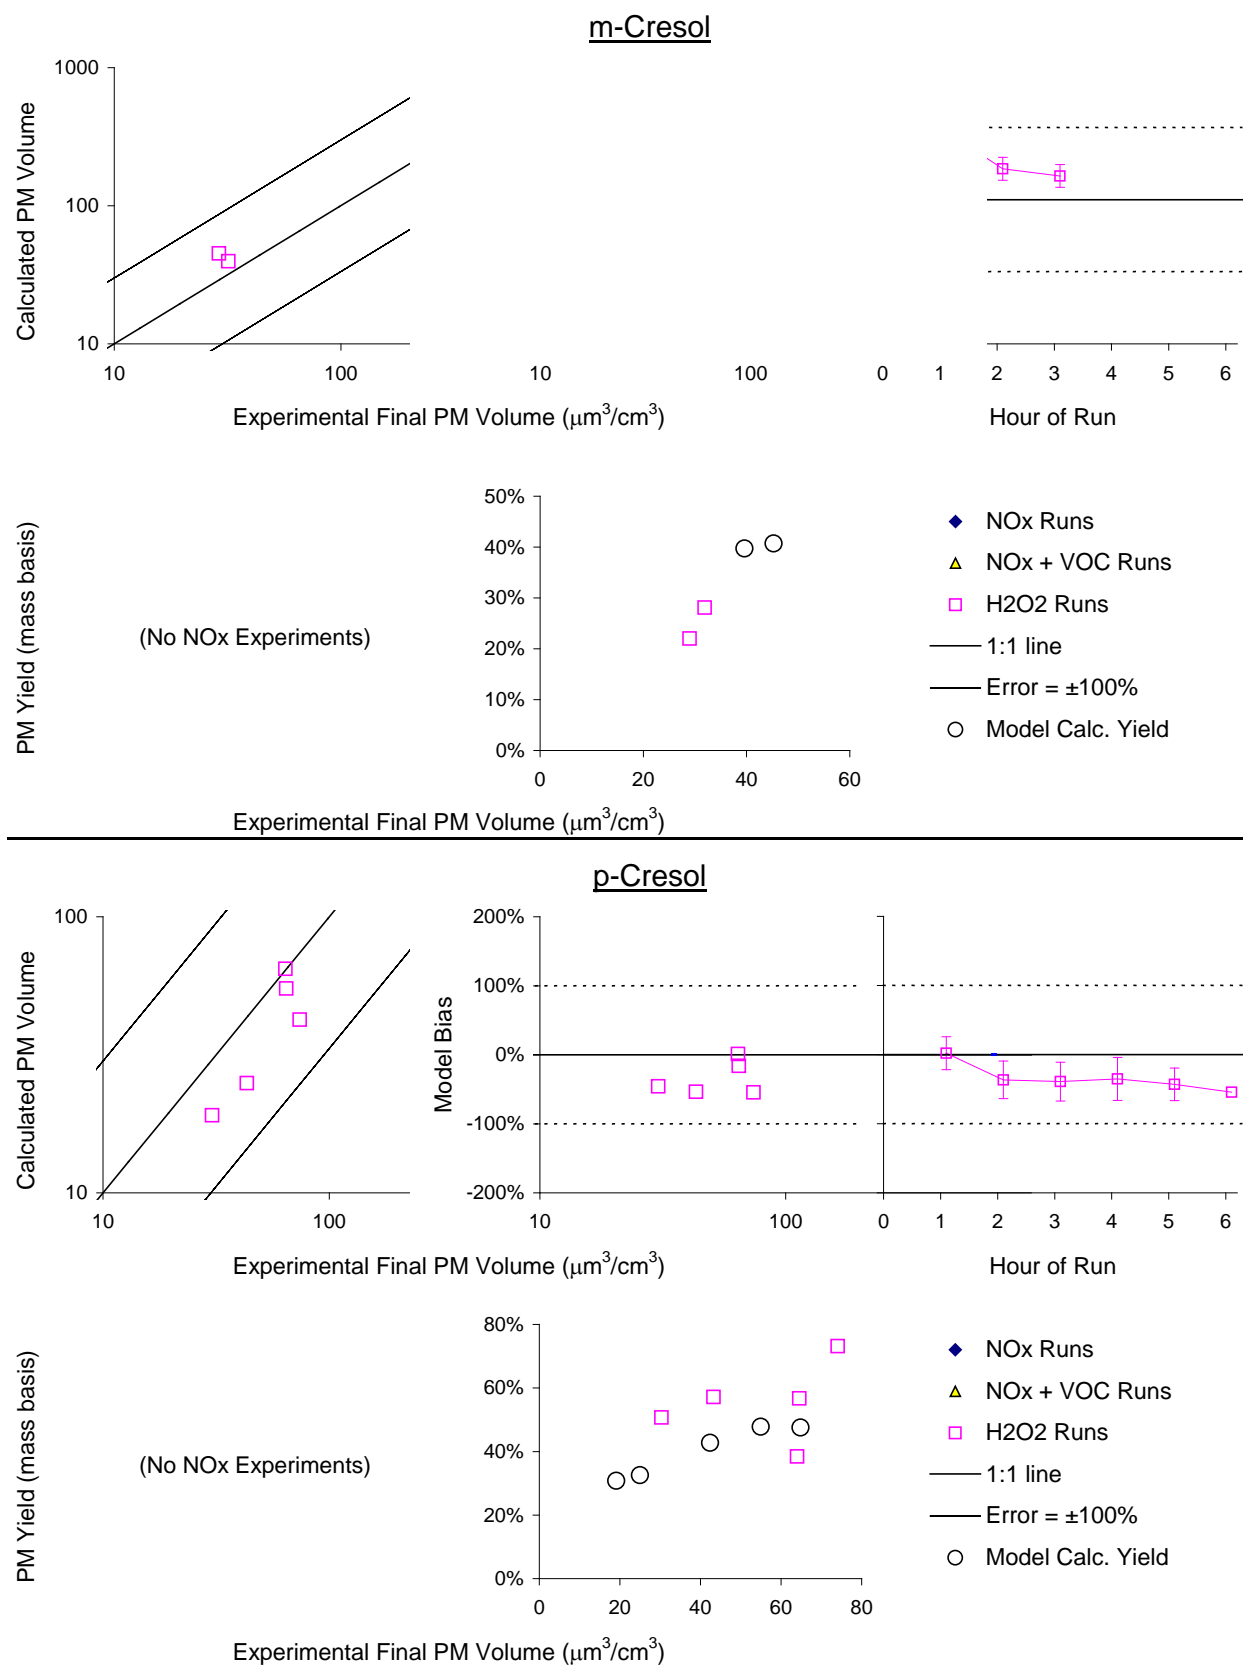 m-Cresol
Calculated PM Volume
1000
100
10
10 100
10 100
0 1 2 3 4 5 6
Experimental Final PM Volume (μm³/cm³)
Hour of Run
PM Yield (mass basis)
(No NOx Experiments)
50%
40%
30%
20%
10%
0%
0 20 40 60
Experimental Final PM Volume (μm³/cm³)
NOx Runs
NOx + VOC Runs
H2O2 Runs
1:1 line
Error = ±100%
Model Calc. Yield
p-Cresol
Calculated PM Volume
100
10
10 100
Model Bias
200%
100%
0%
-100%
-200%
10 100
0 1 2 3 4 5 6
Experimental Final PM Volume (μm³/cm³)
Hour of Run
PM Yield (mass basis)
(No NOx Experiments)
80%
60%
40%
20%
0%
0 20 40 60 80
Experimental Final PM Volume (μm³/cm³)
NOx Runs
NOx + VOC Runs
H2O2 Runs
1:1 line
Error = ±100%
Model Calc. Yield